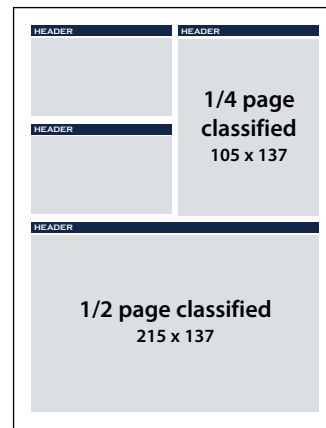 HEADER
HEADER
1/4 page
classified
105 x 137
HEADER
HEADER
1/2 page classified
215 x 137